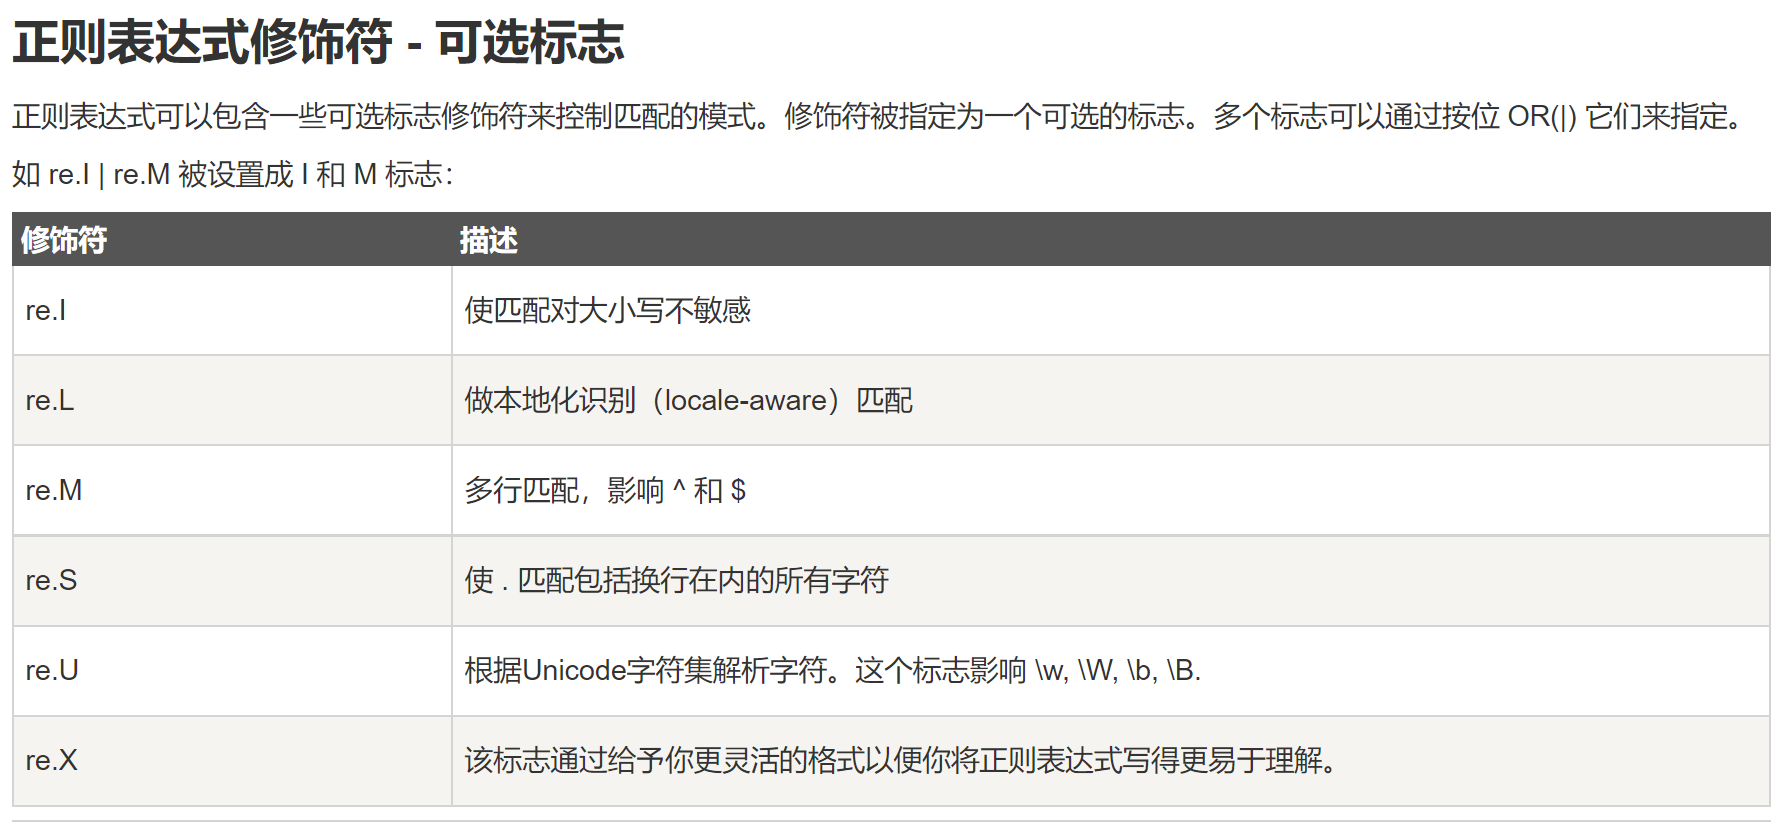 正则表达式修饰符 - 可选标志
正则表达式可以包含一些可选标志修饰符来控制匹配的模式。修饰符被指定为一个可选的标志。多个标志可以通过按位 OR(|) 它们来指定。
如 re.I | re.M 被设置成 I 和 M 标志：
修饰符 描述
re.I 使匹配对大小写不敏感
re.L 做本地化识别（locale-aware）匹配
re.M 多行匹配，影响 ^ 和 $
re.S 使 . 匹配包括换行在内的所有字符
re.U 根据Unicode字符集解析字符。这个标志影响 \w, \W, \b, \B.
re.X 该标志通过给予你更灵活的格式以便你将正则表达式写得更易于理解。